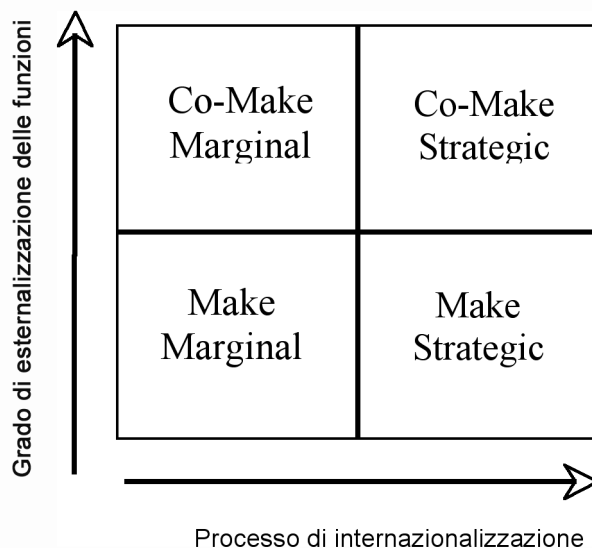 Grado di esternalizzazione delle funzioni
Co-Make
Marginal
Co-Make
Strategic
Make
Marginal
Make
Strategic
Processo di internazionalizzazione